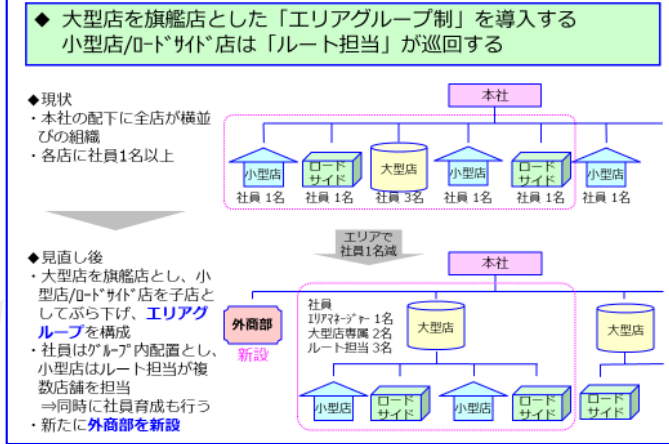 ◆ 大型店を旗艦店とした「エリアグループ制」を導入する
小型店/ﾛｰﾄﾞｻｲﾄﾞ店は「ルート担当」が巡回する
◆現状
・本社の配下に全店が横並
びの組織
・各店に社員1名以上
本社
小型店
ロード
サイド
大型店
小型店
ロード
サイド
小型店
社員 1名
社員 1名
社員 3名
社員 1名
社員 1名
社員 1名
エリアで
社員1名減
◆見直し後
・大型店を旗艦店とし、小
型店/ﾛｰﾄﾞｻｲﾄﾞ店を子店と
してぶら下げ、エリアグ
ループを構成
・社員はｸﾞﾙｰﾌﾟ内配置とし、
小型店はルート担当が複
数店舗を担当
⇒同時に社員育成も行う
・新たに外商部を新設
本社
外商部
新設
社員
ｴﾘｱﾏﾈｰｼﾞｬｰ 1名
大型店専属 2名
ルート担当 3名
大型店
大型店
小型店
ロード
サイド
小型店
ロード
サイド
ロード
サイド